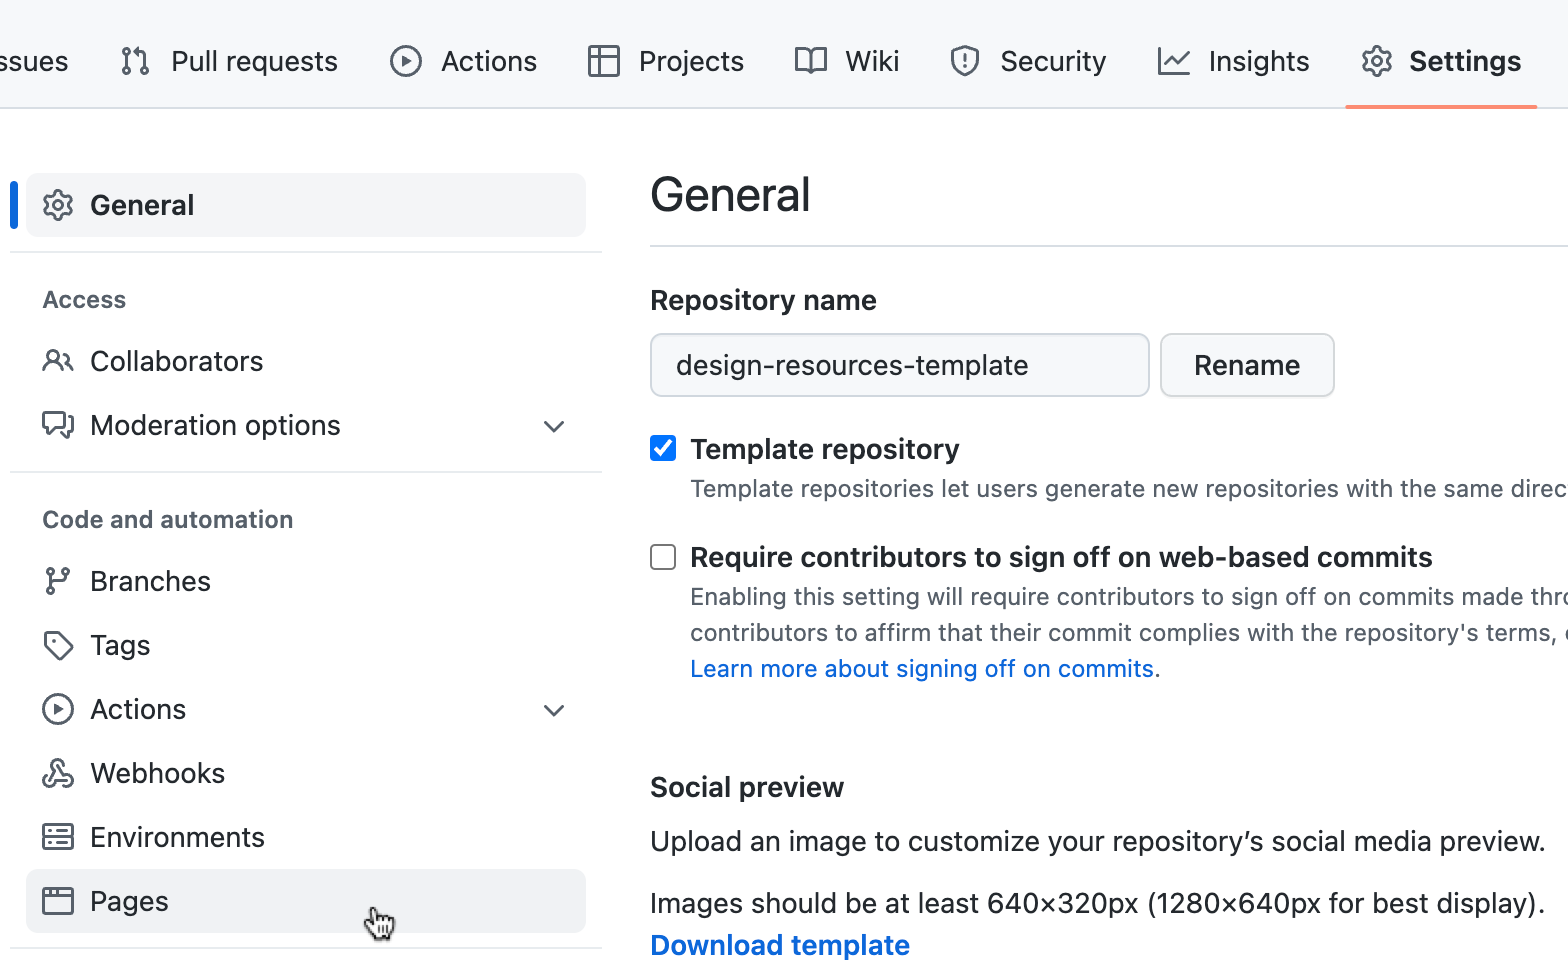 ssues Pull requests Actions Projects Wiki Security Insights Settings
General
Access
Collaborators
Moderation options
Code and automation
Branches
Tags
Actions
Webhooks
Environments
Pages
General
Repository name
design-resources-template Rename
Template repository
Template repositories let users generate new repositories with the same direc
Require contributors to sign off on web-based commits
Enabling this setting will require contributors to sign off on commits made thro
contributors to affirm that their commit complies with the repository's terms,
Learn more about signing off on commits.
Social preview
Upload an image to customize your repository’s social media preview.
Images should be at least 640×320px (1280×640px for best display).
Download template